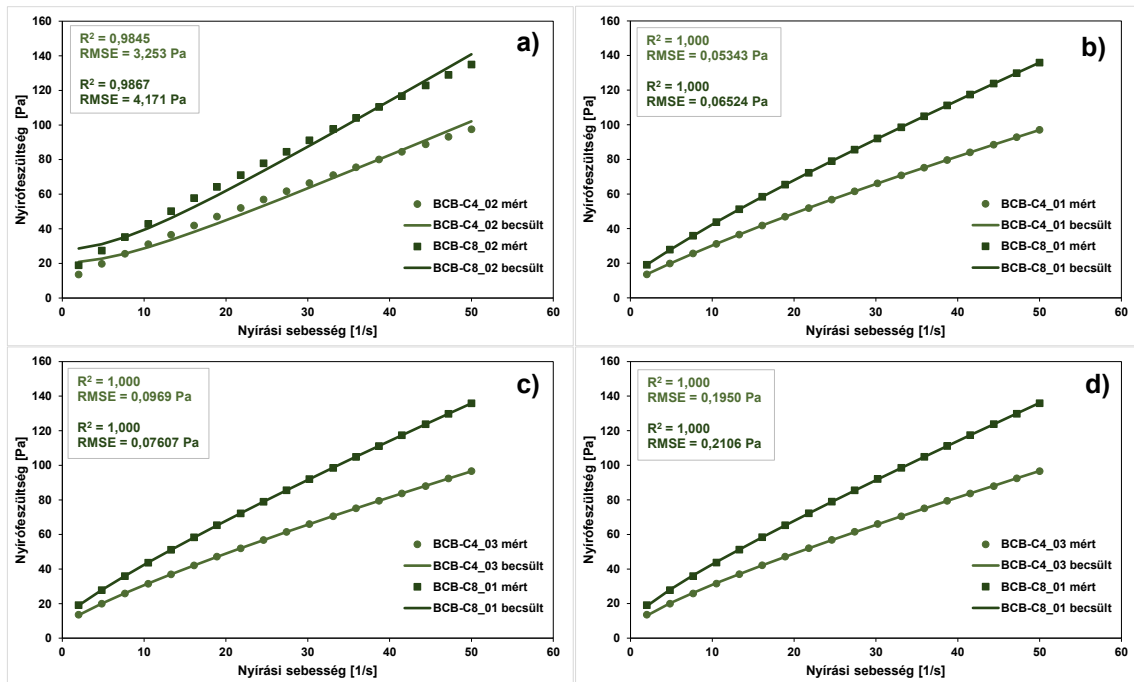 a)
R² = 0,9845
RMSE = 3,253 Pa
R² = 0,9867
RMSE = 4,171 Pa
Nyírófeszültség [Pa]
160
140
120
100
80
60
40
20
0
BCB-C4_02 mért
BCB-C4_02 becsült
BCB-C8_02 mért
BCB-C8_02 becsült
0 10 20 30 40 50 60
Nyírási sebesség [1/s]
b)
R² = 1,000
RMSE = 0,05343 Pa
R² = 1,000
RMSE = 0,06524 Pa
Nyírófeszültség [Pa]
160
140
120
100
80
60
40
20
0
BCB-C4_01 mért
BCB-C4_01 becsült
BCB-C8_01 mért
BCB-C8_01 becsült
0 10 20 30 40 50 60
Nyírási sebesség [1/s]
c)
R² = 1,000
RMSE = 0,0969 Pa
R² = 1,000
RMSE = 0,07607 Pa
Nyírófeszültség [Pa]
160
140
120
100
80
60
40
20
0
BCB-C4_03 mért
BCB-C4_03 becsült
BCB-C8_01 mért
BCB-C8_01 becsült
0 10 20 30 40 50 60
Nyírási sebesség [1/s]
d)
R² = 1,000
RMSE = 0,1950 Pa
R² = 1,000
RMSE = 0,2106 Pa
Nyírófeszültség [Pa]
160
140
120
100
80
60
40
20
0
BCB-C4_03 mért
BCB-C4_03 becsült
BCB-C8_01 mért
BCB-C8_01 becsült
0 10 20 30 40 50 60
Nyírási sebesség [1/s]